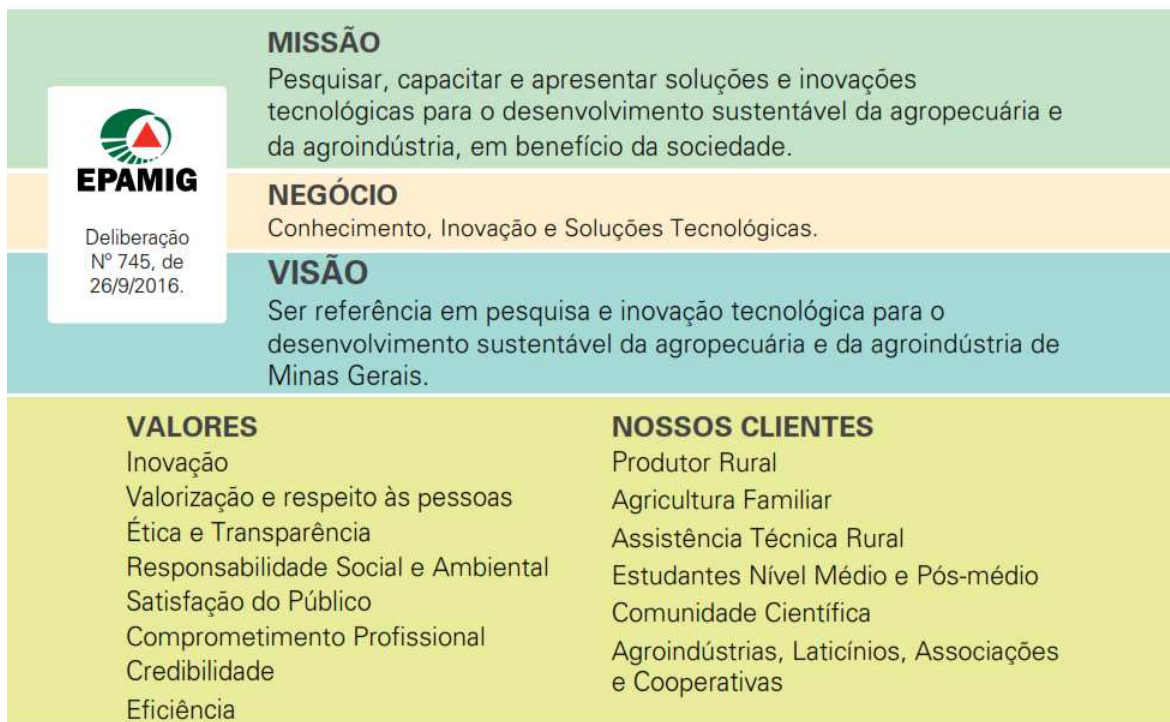 MISSÃO
Pesquisar, capacitar e apresentar soluções e inovações
tecnológicas para o desenvolvimento sustentável da agropecuária e
da agroindústria, em benefício da sociedade.
EPAMIG
Deliberação
Nº 745, de
26/9/2016.
NEGÓCIO
Conhecimento, Inovação e Soluções Tecnológicas.
VISÃO
Ser referência em pesquisa e inovação tecnológica para o
desenvolvimento sustentável da agropecuária e da agroindústria de
Minas Gerais.
VALORES
Inovação
Valorização e respeito às pessoas
Ética e Transparência
Responsabilidade Social e Ambiental
Satisfação do Público
Comprometimento Profissional
Credibilidade
Eficiência
NOSSOS CLIENTES
Produtor Rural
Agricultura Familiar
Assistência Técnica Rural
Estudantes Nível Médio e Pós-médio
Comunidade Científica
Agroindústrias, Laticínios, Associações
e Cooperativas